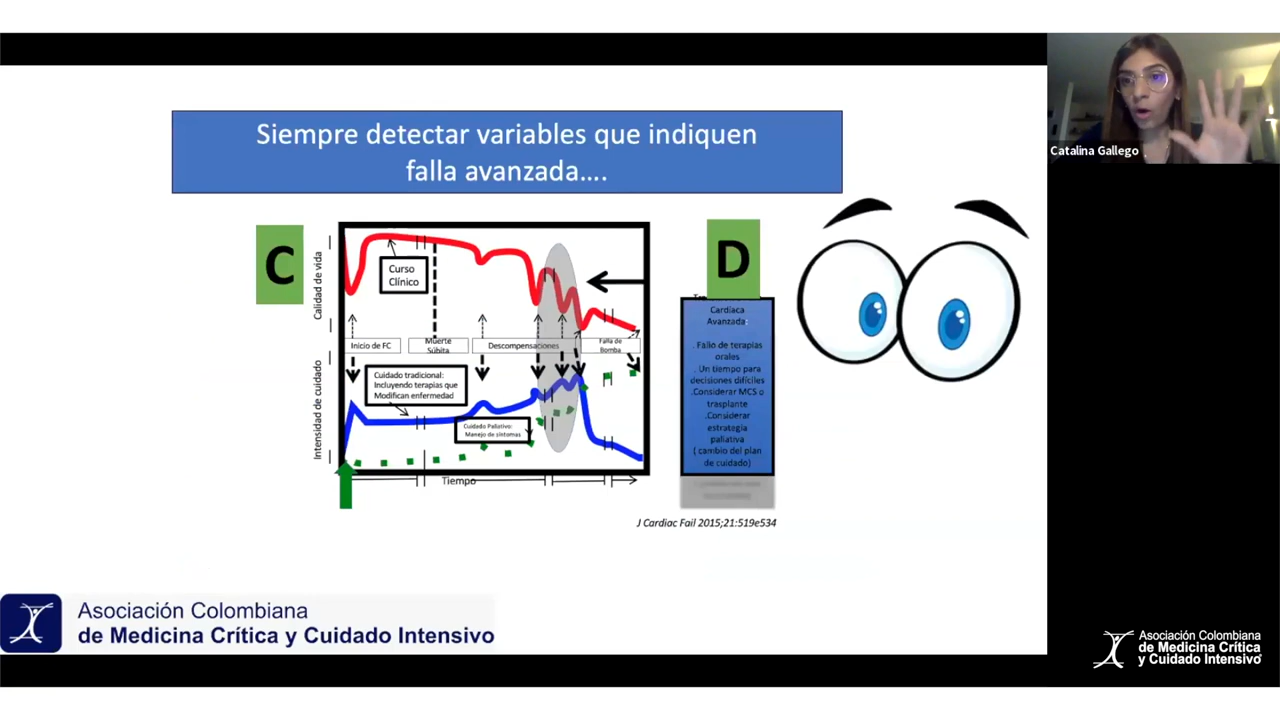 Siempre detectar variables que indiquen
falla avanzada....
Catalina Gallego
C
D
Calidad de vida
Curso
Clínico
Inicio de FC
Muerte
Súbita
Descompensaciones
Falla de
Bomba
Intensidad de cuidado
Cuidado tradicional:
Incluyendo terapias que
Modifican enfermedad
Cuidado Paliativo:
Manejo de síntomas
Tiempo
Cardíaca
Avanzada:
. Fallo de terapias
orales
. Un tiempo para
decisiones difíciles
.Considerar MCS o
trasplante
.Considerar
estrategia
paliativa
( cambio del plan
de cuidado)
J Cardiac Fail 2015;21:519e534
Asociación Colombiana
de Medicina Crítica y Cuidado Intensivo
Asociación Colombiana
de Medicina Crítica
y Cuidado Intensivo